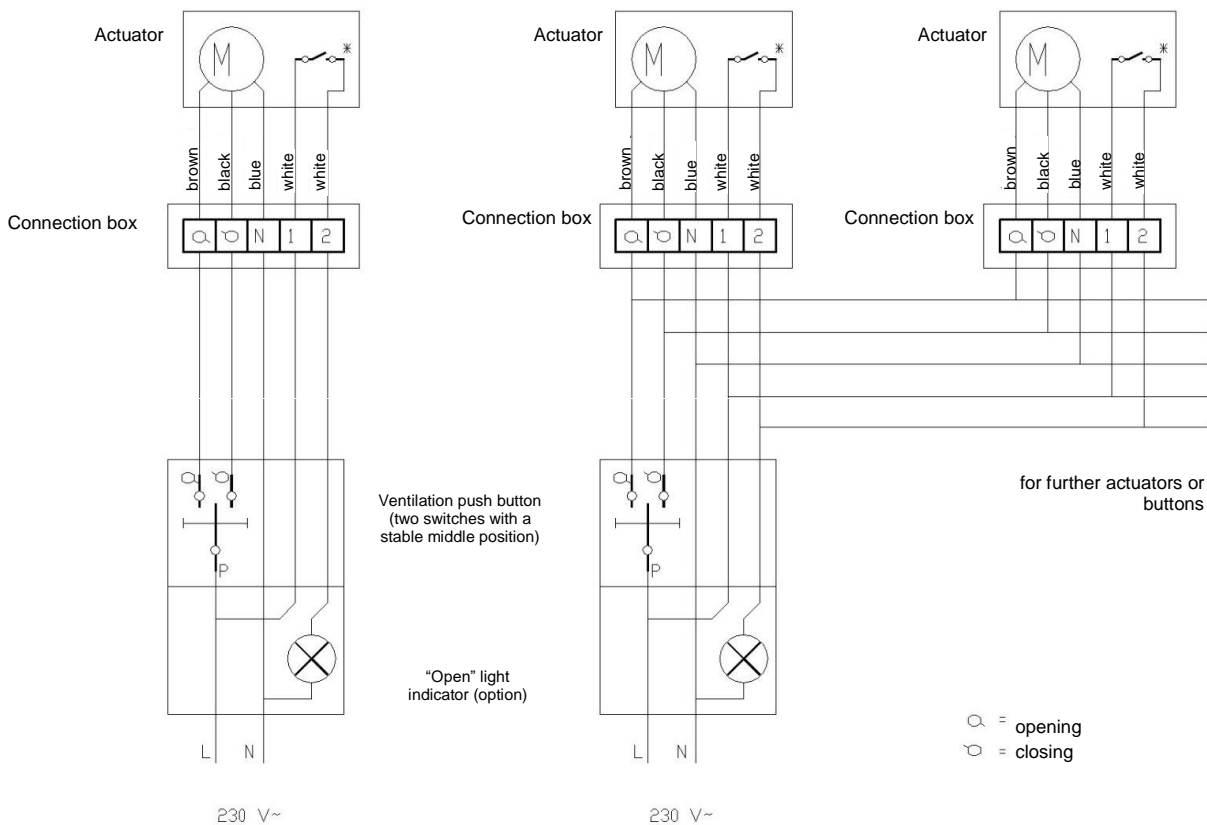 Actuator
Actuator
Actuator
M
*
M
*
M
*
brown
black
blue
white
white
brown
black
blue
white
white
brown
black
blue
white
white
Connection box
Connection box
Connection box
N 1 2
N 1 2
N 1 2
Ventilation push button
(two switches with a
stable middle position)
for further actuators or
buttons
P
P
“Open” light
indicator (option)
= opening
= closing
L N
L N
230 V~
230 V~